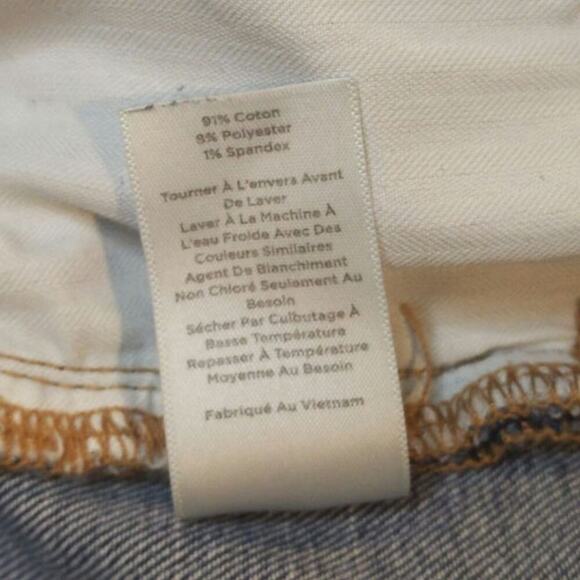 91% Coton
8% Polyester
1% Spandex
Tourner À L'envers Avant
De Laver
Laver À La Machine À
L'eau Froide Avec Des
Couleurs Similaires
Agent De Blanchiment
Non Chloré Seulement Au
Besoin
Sécher Par Culbutage À
Basse Température
Repasser À Température
Moyenne Au Besoin
Fabriqué Au Vietnam